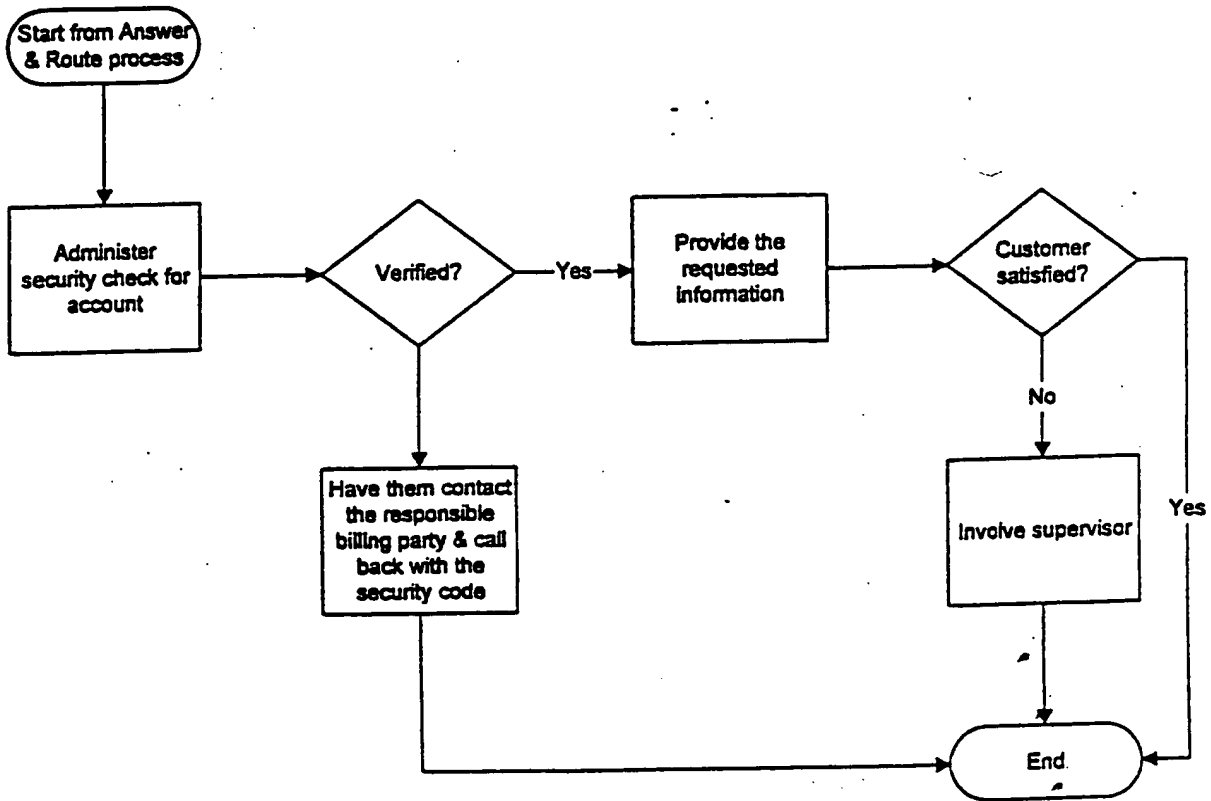 Start from Answer
& Route process
Administer
security check for
account
Verified?
Yes
Provide the
requested
information
Customer
satisfied?
No
Yes
Have them contact
the responsible
billing party & call
back with the
security code
Involve supervisor
End